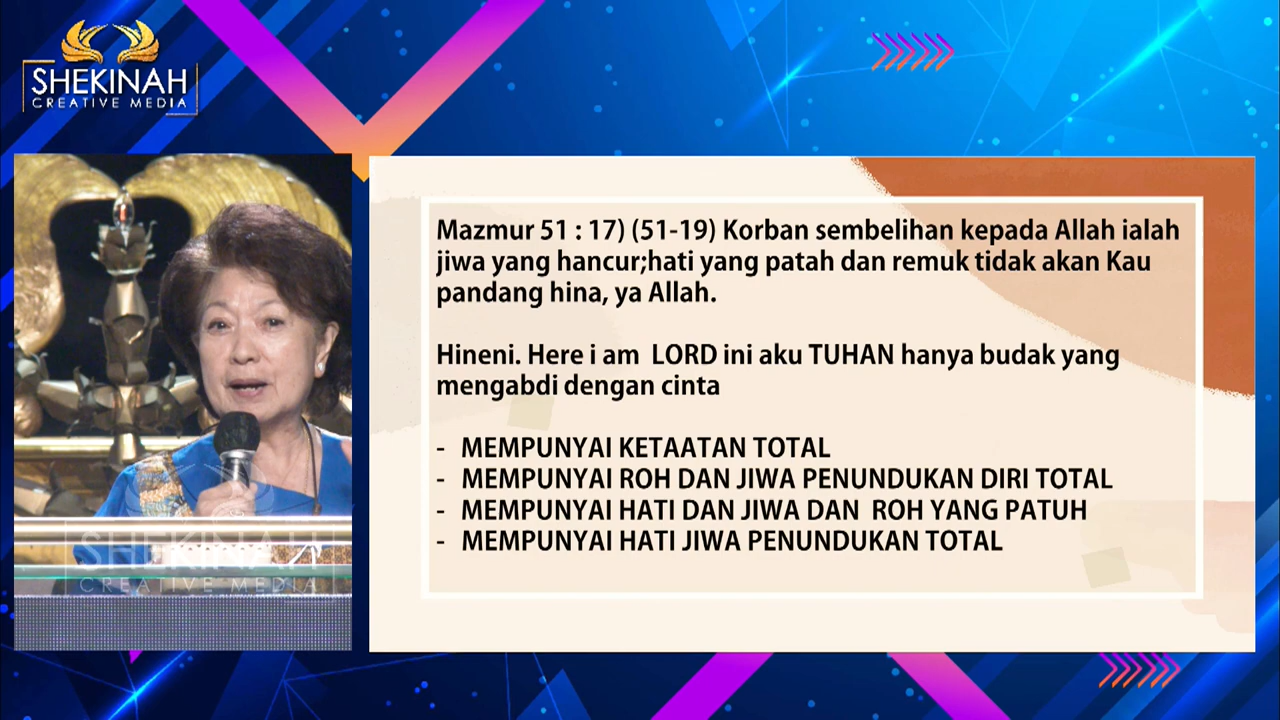 SHEKINAH
CREATIVE MEDIA
Mazmur 51 : 17) (51-19) Korban sembelihan kepada Allah ialah
jiwa yang hancur;hati yang patah dan remuk tidak akan Kau
pandang hina, ya Allah.
Hineni. Here i am LORD ini aku TUHAN hanya budak yang
mengabdi dengan cinta
- MEMPUNYAI KETAATAN TOTAL
- MEMPUNYAI ROH DAN JIWA PENUNDUKAN DIRI TOTAL
- MEMPUNYAI HATI DAN JIWA DAN ROH YANG PATUH
- MEMPUNYAI HATI JIWA PENUNDUKAN TOTAL
SHEKINAH
CREATIVE MEDIA